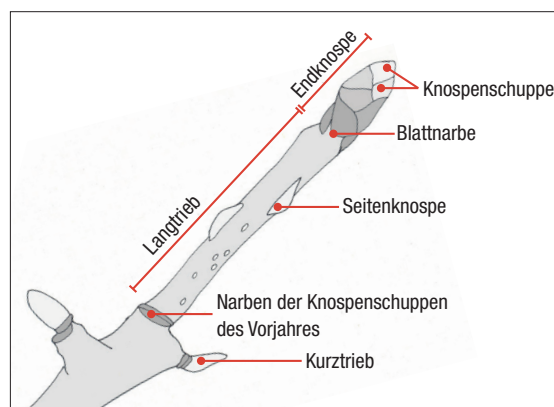 Endknospe
Knospenschuppe
Blattnarbe
Langtrieb
Seitenknospe
Narben der Knospenschuppen
des Vorjahres
Kurztrieb